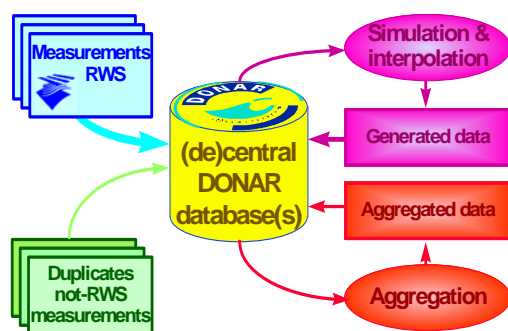 Measurements
RWS
Simulation &
interpolation
DONAR
(de)central
DONAR
database(s)
Generated data
Aggregated data
Duplicates
not-RWS
measurements
Aggregation